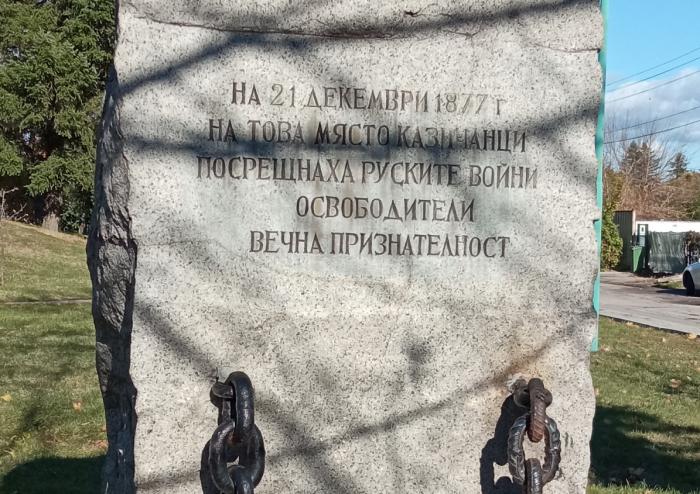 НА 21 ДЕКЕМВРИ 1877 Г
НА ТОВА МЯСТО КАЗИЧАНЦИ
ПОСРЕЩНАХА РУСКИТЕ ВОЙНИ
ОСВОБОДИТЕЛИ
ВЕЧНА ПРИЗНАТЕЛНОСТ